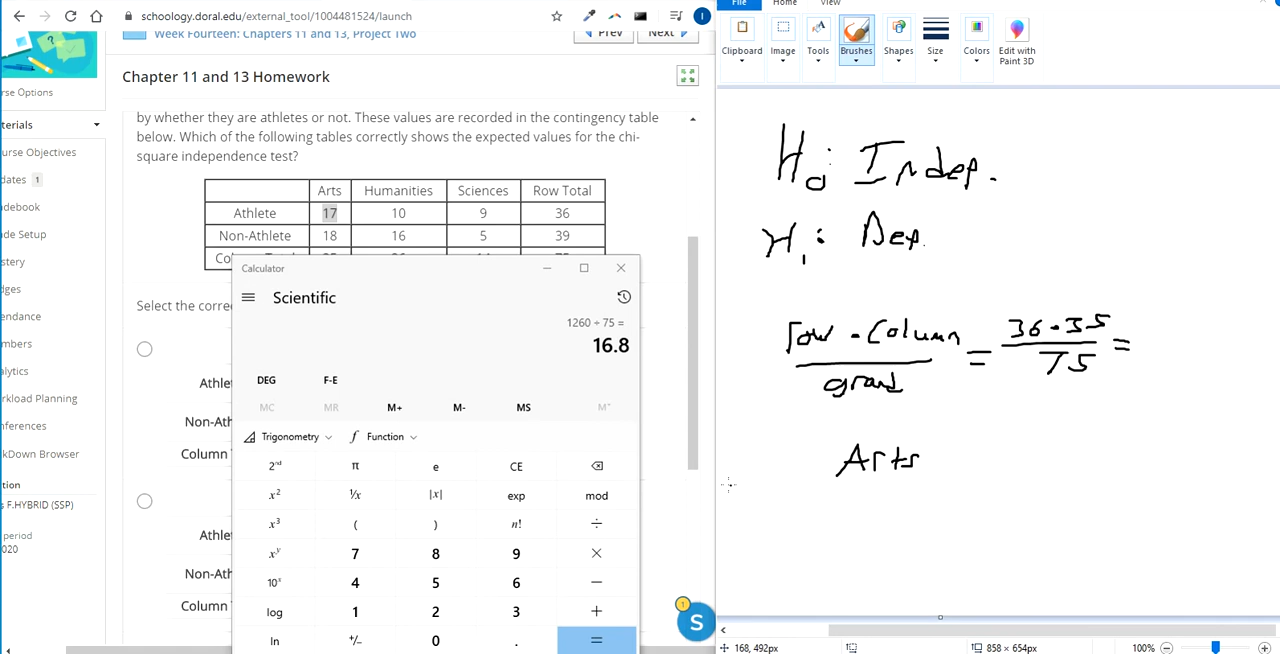 schoology.doral.edu/external_tool/1004481524/launch
Week Fourteen: Chapters 11 and 13, Project Two
Prev
Next
Chapter 11 and 13 Homework
rse Options
terials
urse Objectives
dates 1
adebook
ade Setup
stery
dges
tendance
mbers
alytics
rkload Planning
nferences
ckDown Browser
tion
s F.HYBRID (SSP)
period
020
by whether they are athletes or not. These values are recorded in the contingency table
below. Which of the following tables correctly shows the expected values for the chi-
square independence test?
Arts Humanities Sciences Row Total
Athlete 17 10 9 36
Non-Athlete 18 16 5 39
Select the corre
Athle
Non-Ath
Column
Athle
Non-Ath
Column
Calculator
Scientific
1260 ÷ 75 =
16.8
DEG F-E
MC MR M+ M- MS M˅
Trigonometry f Function
2ⁿᵈ π e CE
x² ¹/x |x| exp mod
x³ ( ) n! ÷
xʸ 7 8 9 ×
10ˣ 4 5 6 −
log 1 2 3 +
ln +/− 0 . =
1
S
I
File Home View
Clipboard Image Tools Brushes Shapes Size Colors Edit with
Paint 3D
H₀: Indep.
H₁: Dep.
row · column / grand = 36 · 35 / 75 =
Arts
168, 492px
858 × 654px
100%